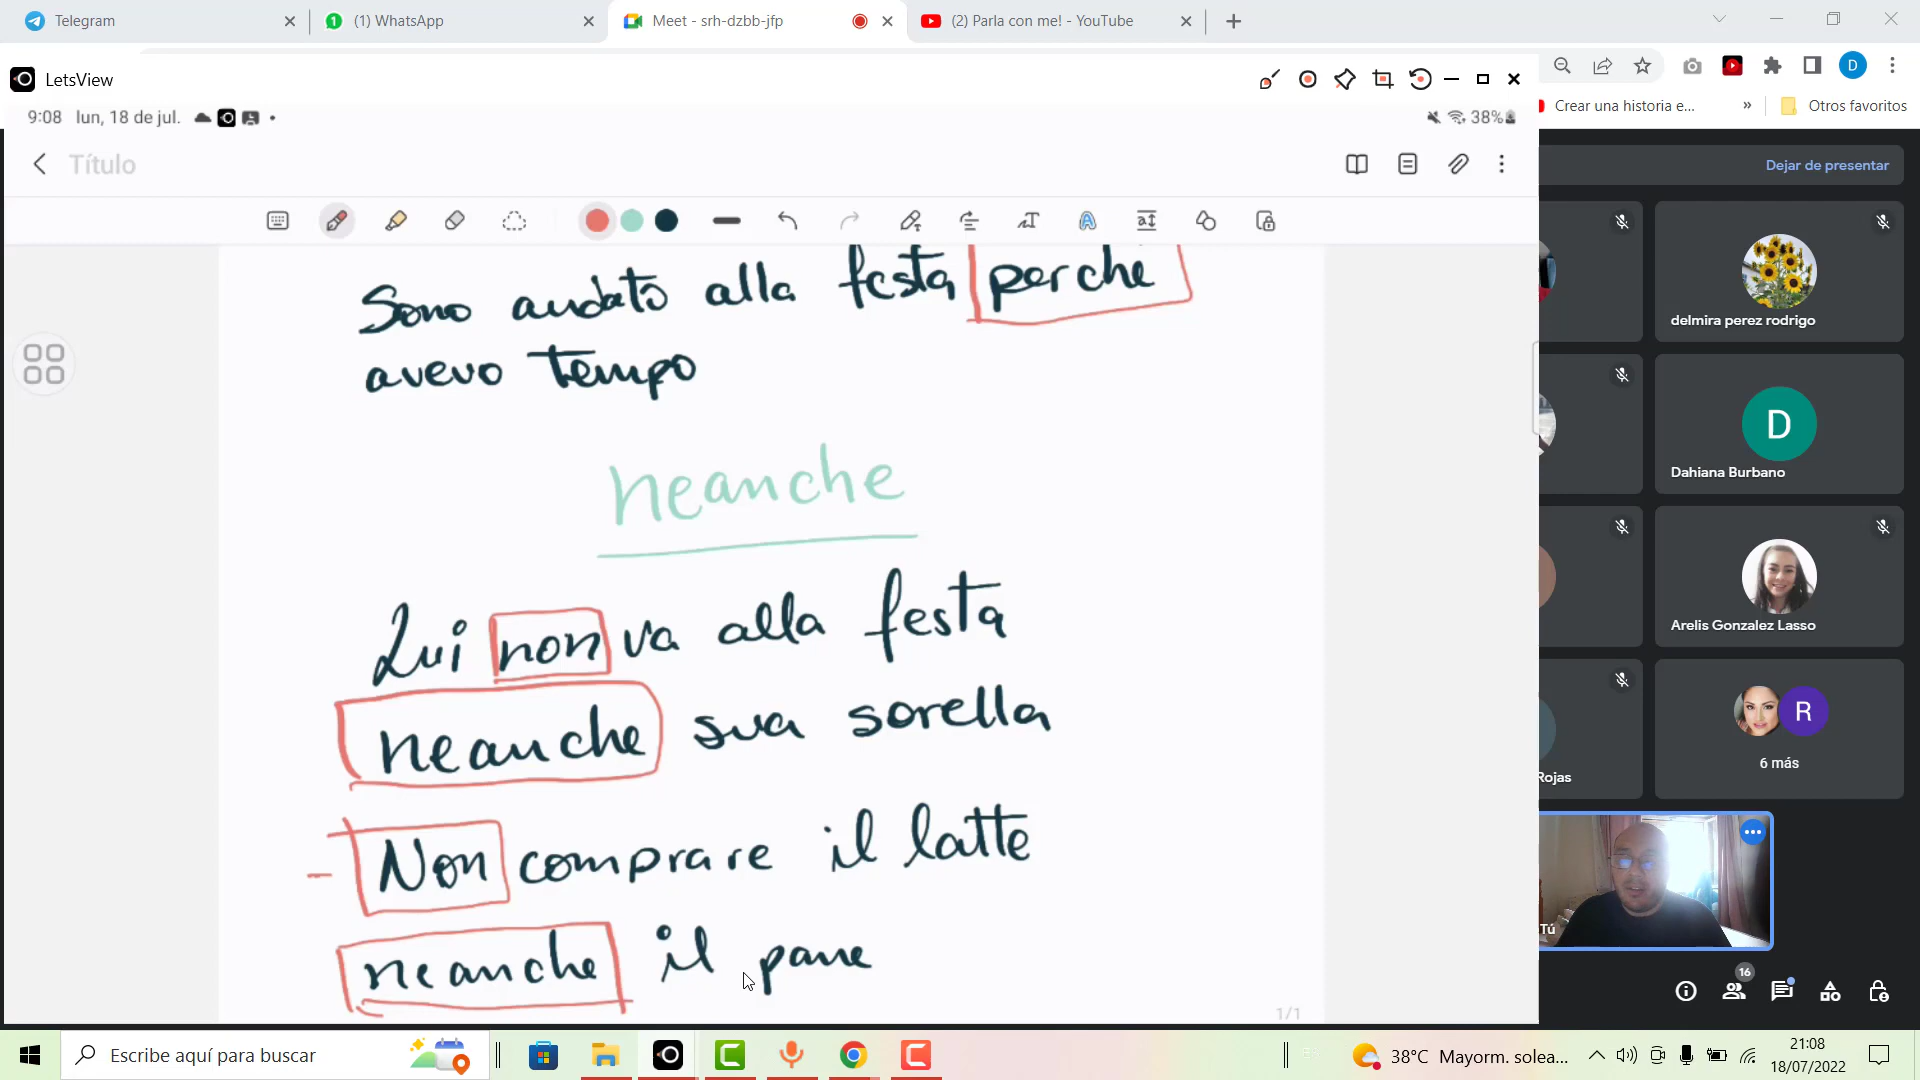 Telegram
(1) WhatsApp
Meet - srh-dzbb-jfp
(2) Parla con me! - YouTube
LetsView
D
Crear una historia e...
»
Otros favoritos
9:08 lun, 18 de jul.
38%
Título
Dejar de presentar
Sono andato alla festa perche
avevo tempo
neanche
Lui non va alla festa
neanche sua sorella
- Non comprare il latte
neanche il pane
1/1
delmira perez rodrigo
D
Dahiana Burbano
Arelis Gonzalez Lasso
Rojas
R
6 más
Tú
16
Escribe aquí para buscar
38°C Mayorm. solea...
21:08
18/07/2022